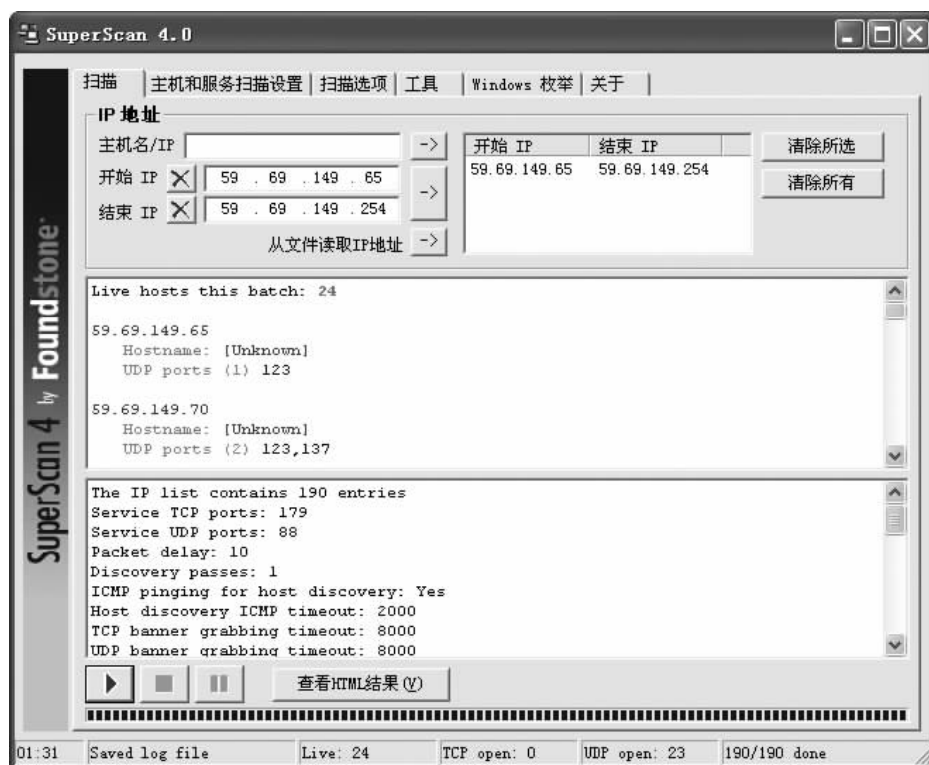 SuperScan 4.0
扫描 主机和服务扫描设置 扫描选项 工具 Windows 枚举 关于
IP 地址
主机名/IP ->
开始 IP 59 . 69 . 149 . 65
->
结束 IP 59 . 69 . 149 . 254
从文件读取IP地址 ->
开始 IP 结束 IP
59.69.149.65 59.69.149.254
清除所选
清除所有
SuperScan 4 by Foundstone
Live hosts this batch: 24
59.69.149.65
Hostname: [Unknown]
UDP ports (1) 123
59.69.149.70
Hostname: [Unknown]
UDP ports (2) 123,137
The IP list contains 190 entries
Service TCP ports: 179
Service UDP ports: 88
Packet delay: 10
Discovery passes: 1
ICMP pinging for host discovery: Yes
Host discovery ICMP timeout: 2000
TCP banner grabbing timeout: 8000
UDP banner grabbing timeout: 8000
查看HTML结果(V)
01:31 Saved log file Live: 24 TCP open: 0 UDP open: 23 190/190 done